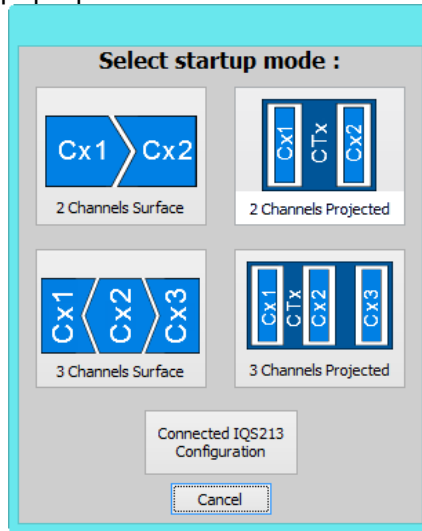 Select startup mode :
Cx1 Cx2
2 Channels Surface
Cx1 CTx Cx2
2 Channels Projected
Cx1 Cx2 Cx3
3 Channels Surface
Cx1 CTx Cx2 Cx3
3 Channels Projected
Connected IQS213
Configuration
Cancel